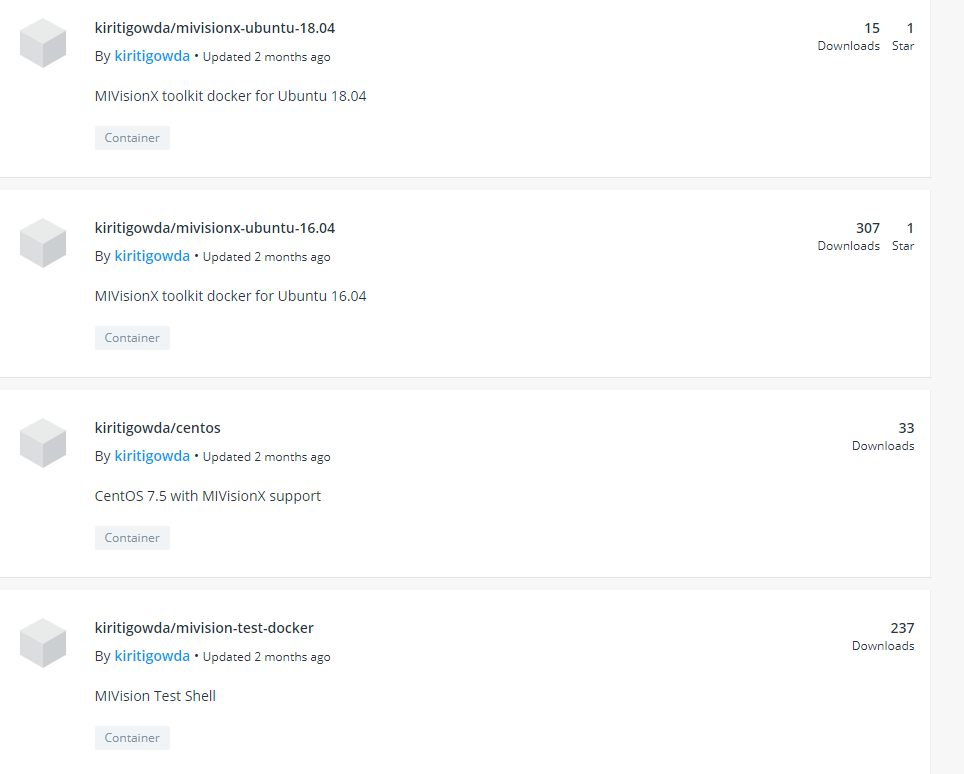 kiritigowda/mivisionx-ubuntu-18.04
15 1
By kiritigowda • Updated 2 months ago
Downloads Star
MIVisionX toolkit docker for Ubuntu 18.04
Container
kiritigowda/mivisionx-ubuntu-16.04
307 1
By kiritigowda • Updated 2 months ago
Downloads Star
MIVisionX toolkit docker for Ubuntu 16.04
Container
kiritigowda/centos
33
By kiritigowda • Updated 2 months ago
Downloads
CentOS 7.5 with MIVisionX support
Container
kiritigowda/mivision-test-docker
237
By kiritigowda • Updated 2 months ago
Downloads
MIVision Test Shell
Container